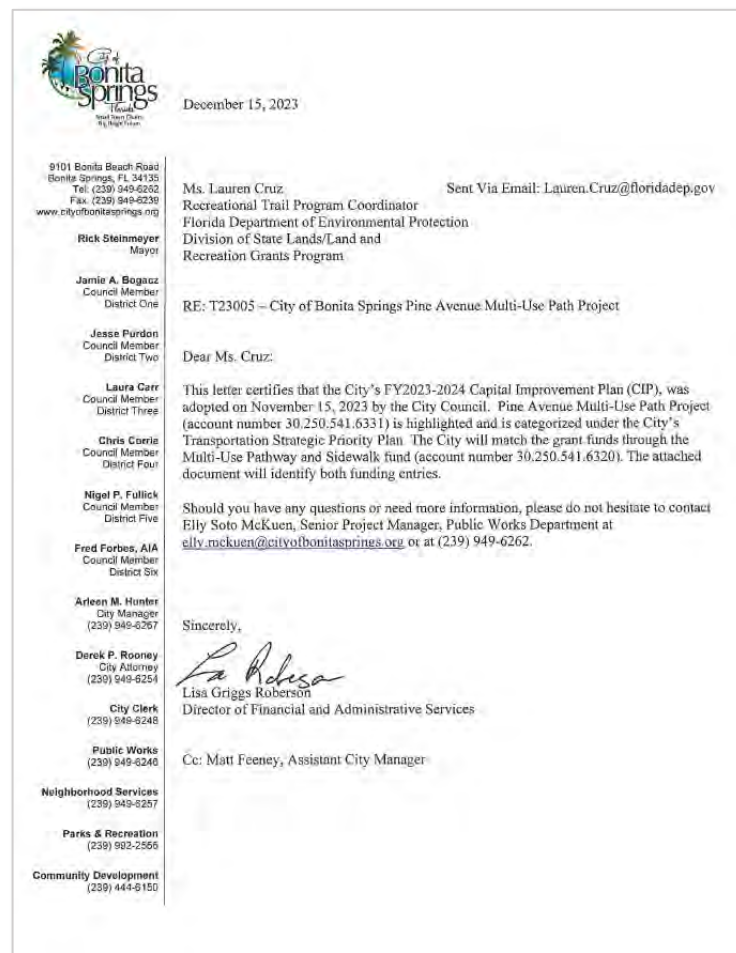 City of
Bonita
Springs
Florida
Small Town Charm
Big Bright Future
December 15, 2023
9101 Bonita Beach Road
Bonita Springs, FL 34135
Tel: (239) 949-6262
Fax: (239) 949-6239
www.cityofbonitasprings.org
Rick Steinmeyer
Mayor
Jamie A. Bogacz
Council Member
District One
Jesse Purdon
Council Member
District Two
Laura Carr
Council Member
District Three
Chris Corrie
Council Member
District Four
Nigel P. Fullick
Council Member
District Five
Fred Forbes, AIA
Council Member
District Six
Arleen M. Hunter
City Manager
(239) 949-6267
Derek P. Rooney
City Attorney
(239) 949-6254
City Clerk
(239) 949-6248
Public Works
(239) 949-6246
Neighborhood Services
(239) 949-6257
Parks & Recreation
(239) 992-2556
Community Development
(239) 444-6150
Ms. Lauren Cruz Sent Via Email: Lauren.Cruz@floridadep.gov
Recreational Trail Program Coordinator
Florida Department of Environmental Protection
Division of State Lands/Land and
Recreation Grants Program
RE: T23005 – City of Bonita Springs Pine Avenue Multi-Use Path Project
Dear Ms. Cruz:
This letter certifies that the City's FY2023-2024 Capital Improvement Plan (CIP), was
adopted on November 15, 2023 by the City Council. Pine Avenue Multi-Use Path Project
(account number 30.250.541.6331) is highlighted and is categorized under the City's
Transportation Strategic Priority Plan. The City will match the grant funds through the
Multi-Use Pathway and Sidewalk fund (account number 30.250.541.6320). The attached
document will identify both funding entries.
Should you have any questions or need more information, please do not hesitate to contact
Elly Soto McKuen, Senior Project Manager, Public Works Department at
elly.mckuen@cityofbonitasprings.org or at (239) 949-6262.
Sincerely,
Lisa Griggs Roberson
Director of Financial and Administrative Services
Cc: Matt Feeney, Assistant City Manager